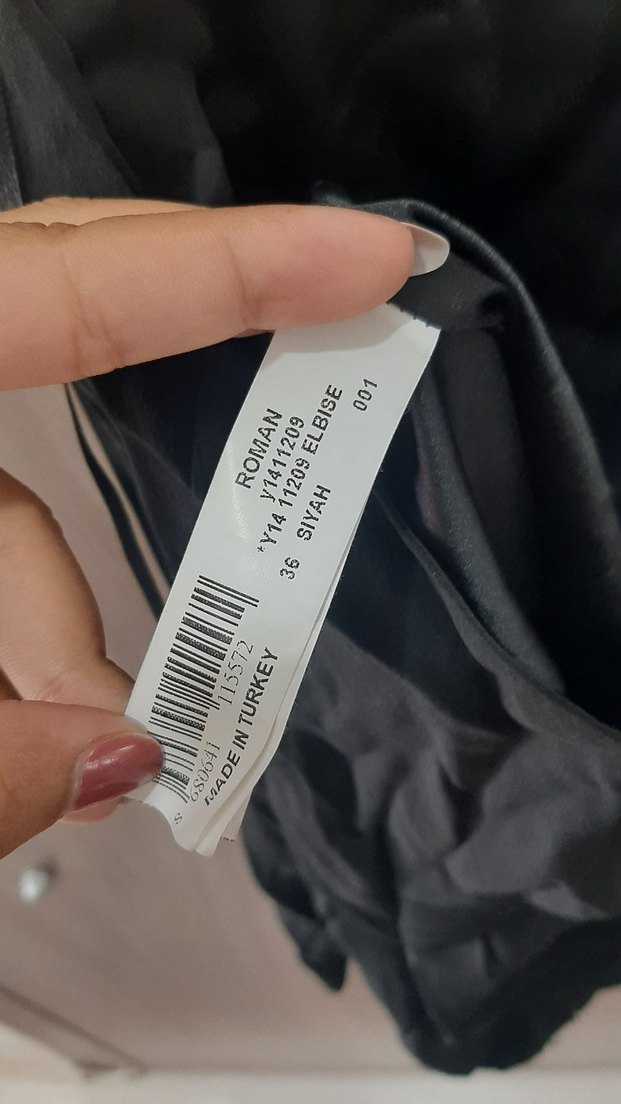 ROMAN
y1411209
*Y14 11209 ELBISE
36 SIYAH
001
8 680641 115572
MADE IN TURKEY